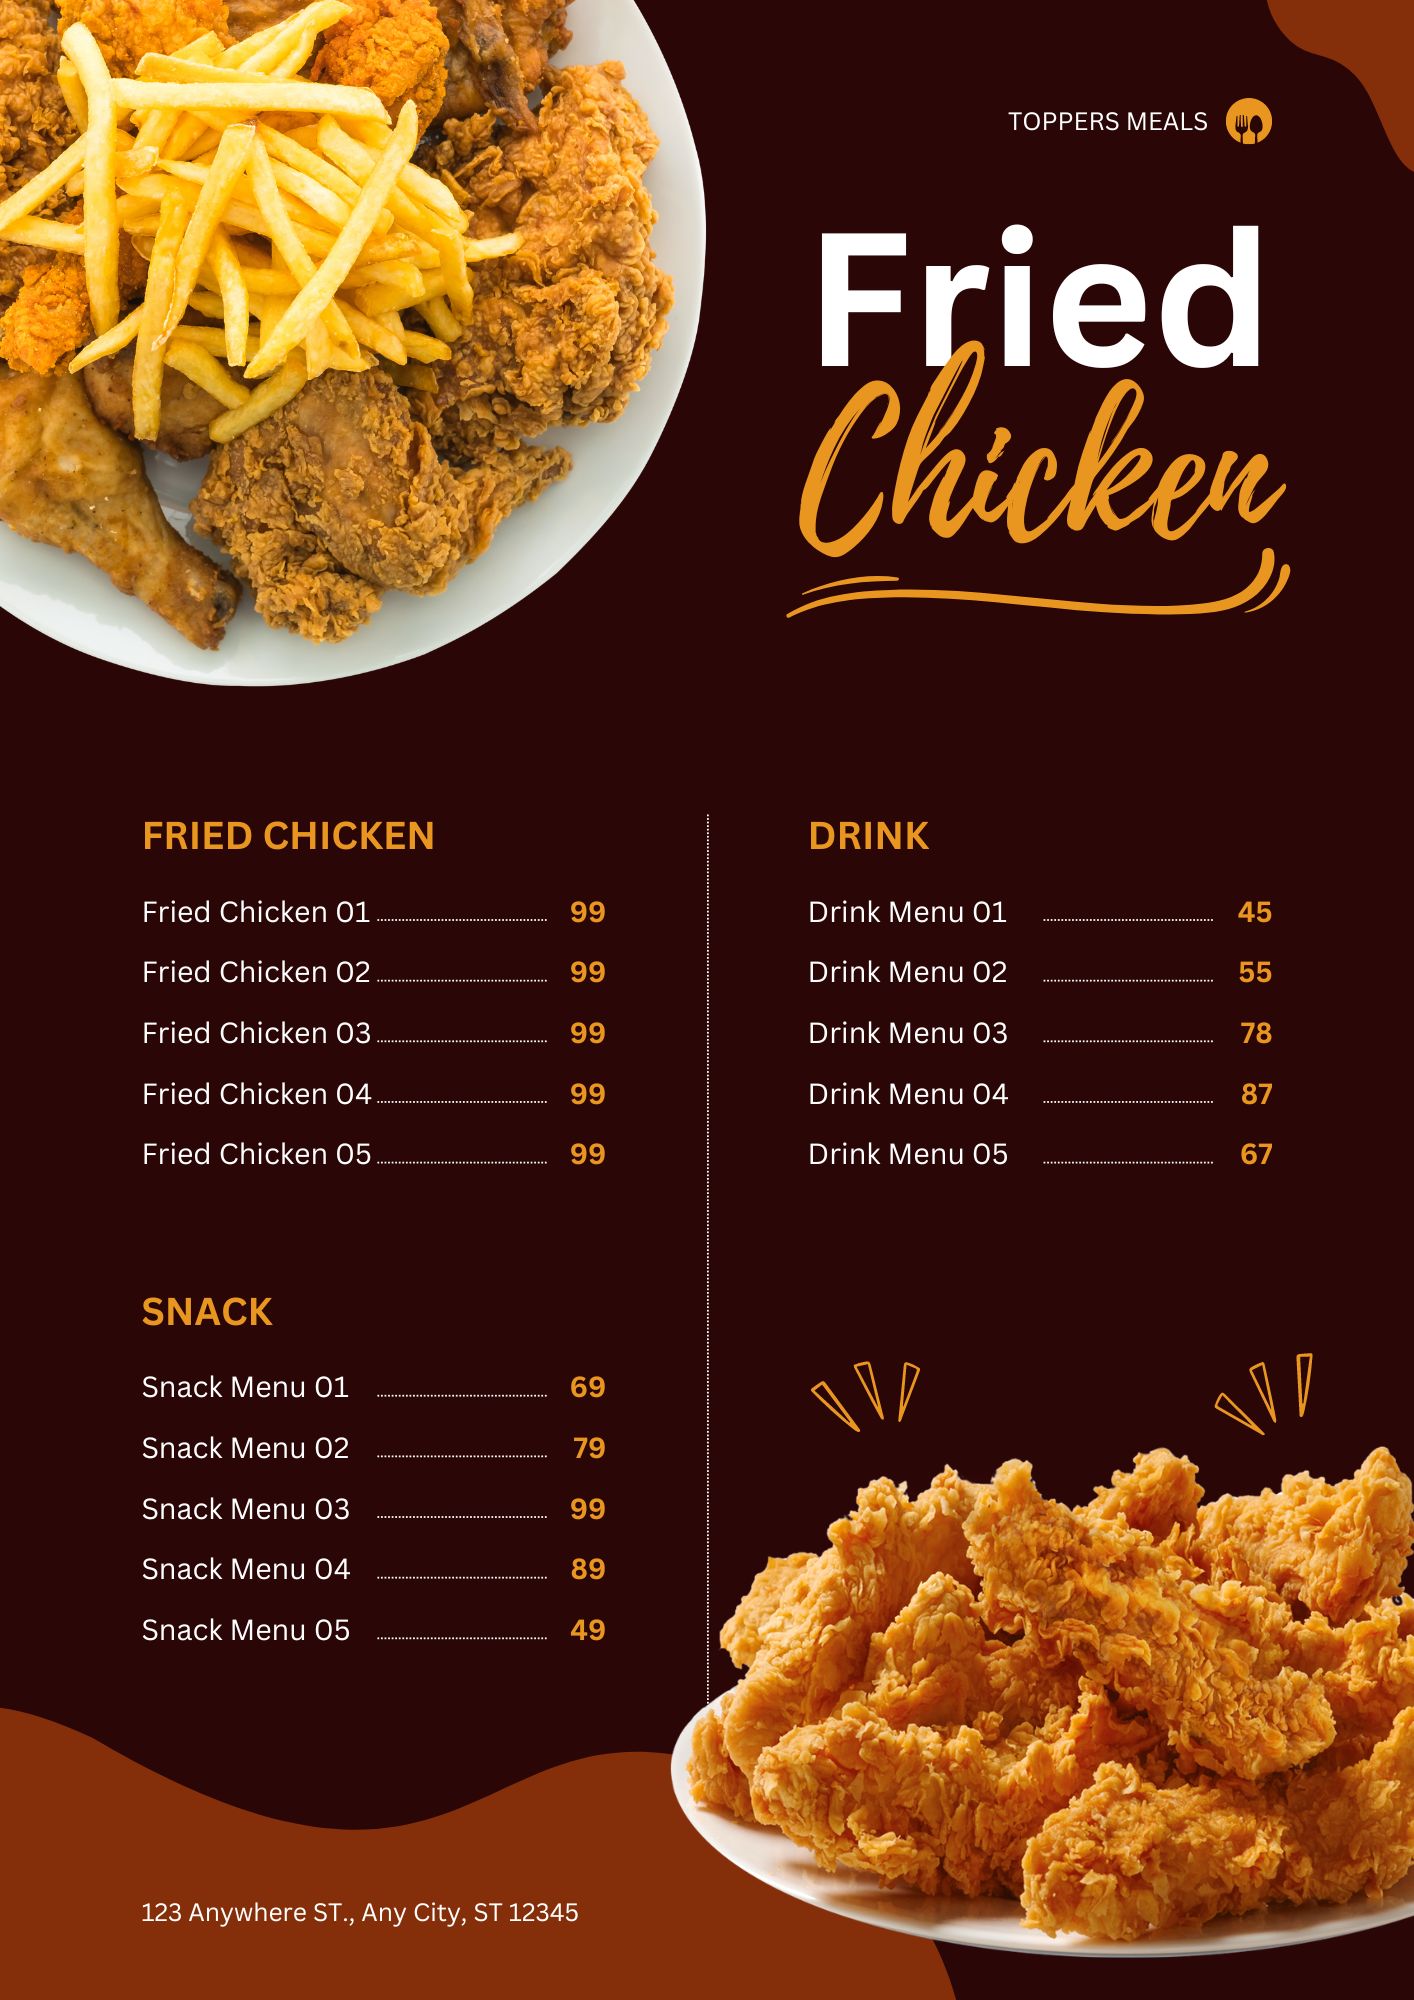 TOPPERS MEALS
Fried
Chicken
FRIED CHICKEN
Fried Chicken 01 99
Fried Chicken 02 99
Fried Chicken 03 99
Fried Chicken 04 99
Fried Chicken 05 99
SNACK
Snack Menu 01 69
Snack Menu 02 79
Snack Menu 03 99
Snack Menu 04 89
Snack Menu 05 49
DRINK
Drink Menu 01 45
Drink Menu 02 55
Drink Menu 03 78
Drink Menu 04 87
Drink Menu 05 67
123 Anywhere ST., Any City, ST 12345